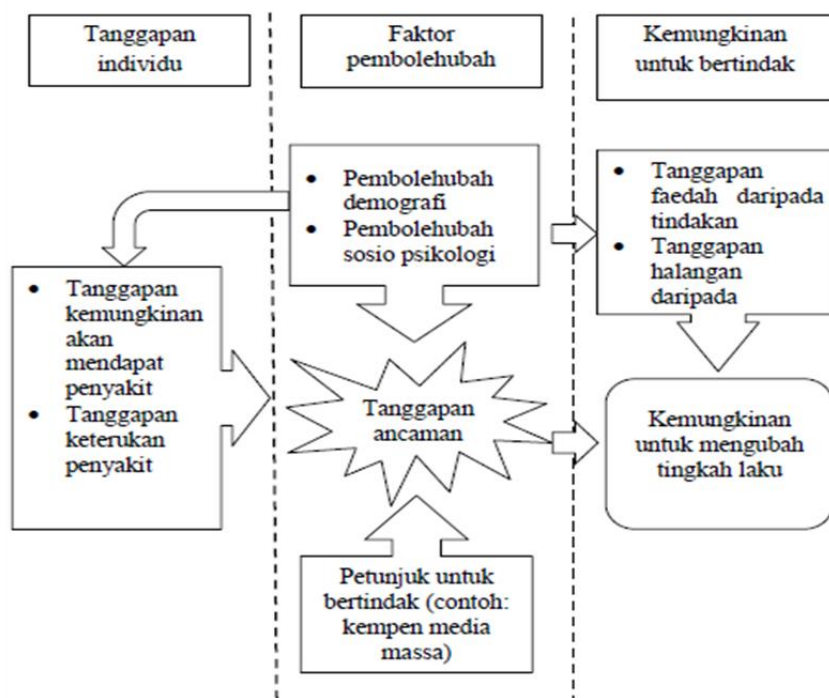 Tanggapan
individu
Faktor
pembolehubah
Kemungkinan
untuk bertindak
• Pembolehubah
demografi
• Pembolehubah
sosio psikologi
• Tanggapan
faedah daripada
tindakan
• Tanggapan
halangan
daripada
• Tanggapan
kemungkinan
akan
mendapat
penyakit
• Tanggapan
keterukan
penyakit
Tanggapan
ancaman
Kemungkinan
untuk mengubah
tingkah laku
Petunjuk untuk
bertindak (contoh:
kempen media
massa)